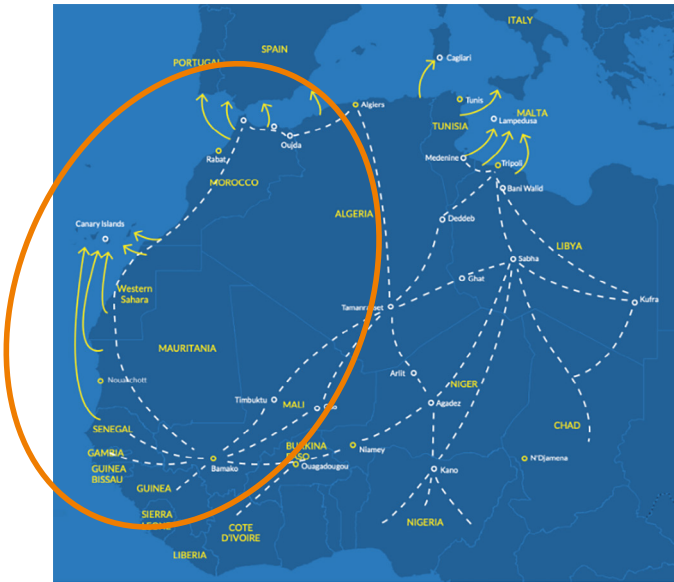 ITALY
SPAIN
PORTUGAL
Cagliari
Algiers
Tunis
MALTA
Lampedusa
TUNISIA
Oujda
Rabat
Medenine
Tripoli
MOROCCO
Bani Walid
ALGERIA
Deddeb
Canary Islands
LIBYA
Sabha
Ghat
Western
Sahara
Kufra
Tamanrasset
MAURITANIA
Arlit
Nouakchott
NIGER
Timbuktu
MALI
Agadez
CHAD
SENEGAL
BURKINA
FASO
Niamey
GAMBIA
GUINEA
BISSAU
Bamako
Ouagadougou
Kano
N'Djamena
GUINEA
SIERRA
LEONE
COTE
D'IVOIRE
NIGERIA
LIBERIA